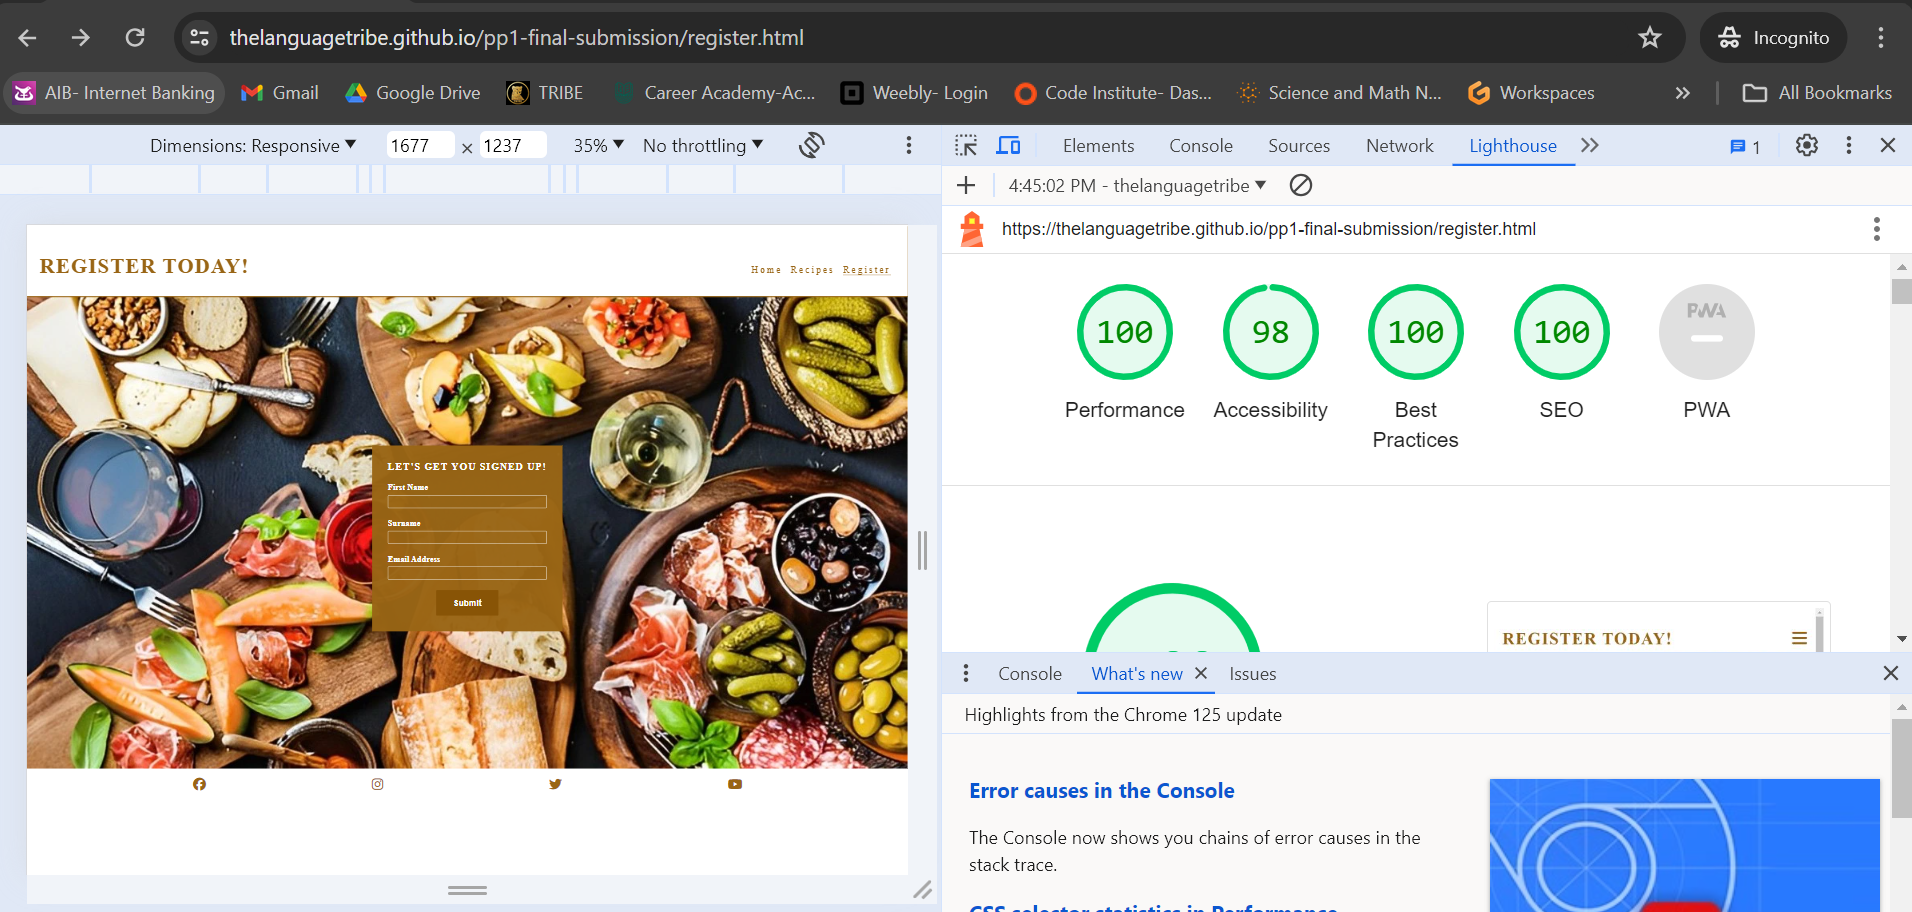 thelanguagetribe.github.io/pp1-final-submission/register.html
Incognito
AIB- Internet Banking
Gmail
Google Drive
TRIBE
Career Academy-Ac...
Weebly- Login
Code Institute- Das...
Science and Math N...
Workspaces
All Bookmarks
Dimensions: Responsive
1677 × 1237
35%
No throttling
Elements
Console
Sources
Network
Lighthouse
1
4:45:02 PM - thelanguagetribe
https://thelanguagetribe.github.io/pp1-final-submission/register.html
REGISTER TODAY!
Home Recipes Register
LET'S GET YOU SIGNED UP!
First Name
Surname
Email Address
Submit
100
98
100
100
PWA
Performance
Accessibility
Best
Practices
SEO
PWA
REGISTER TODAY!
Console
What's new
Issues
Highlights from the Chrome 125 update
Error causes in the Console
The Console now shows you chains of error causes in the
stack trace.
CSS selector statistics in Performance